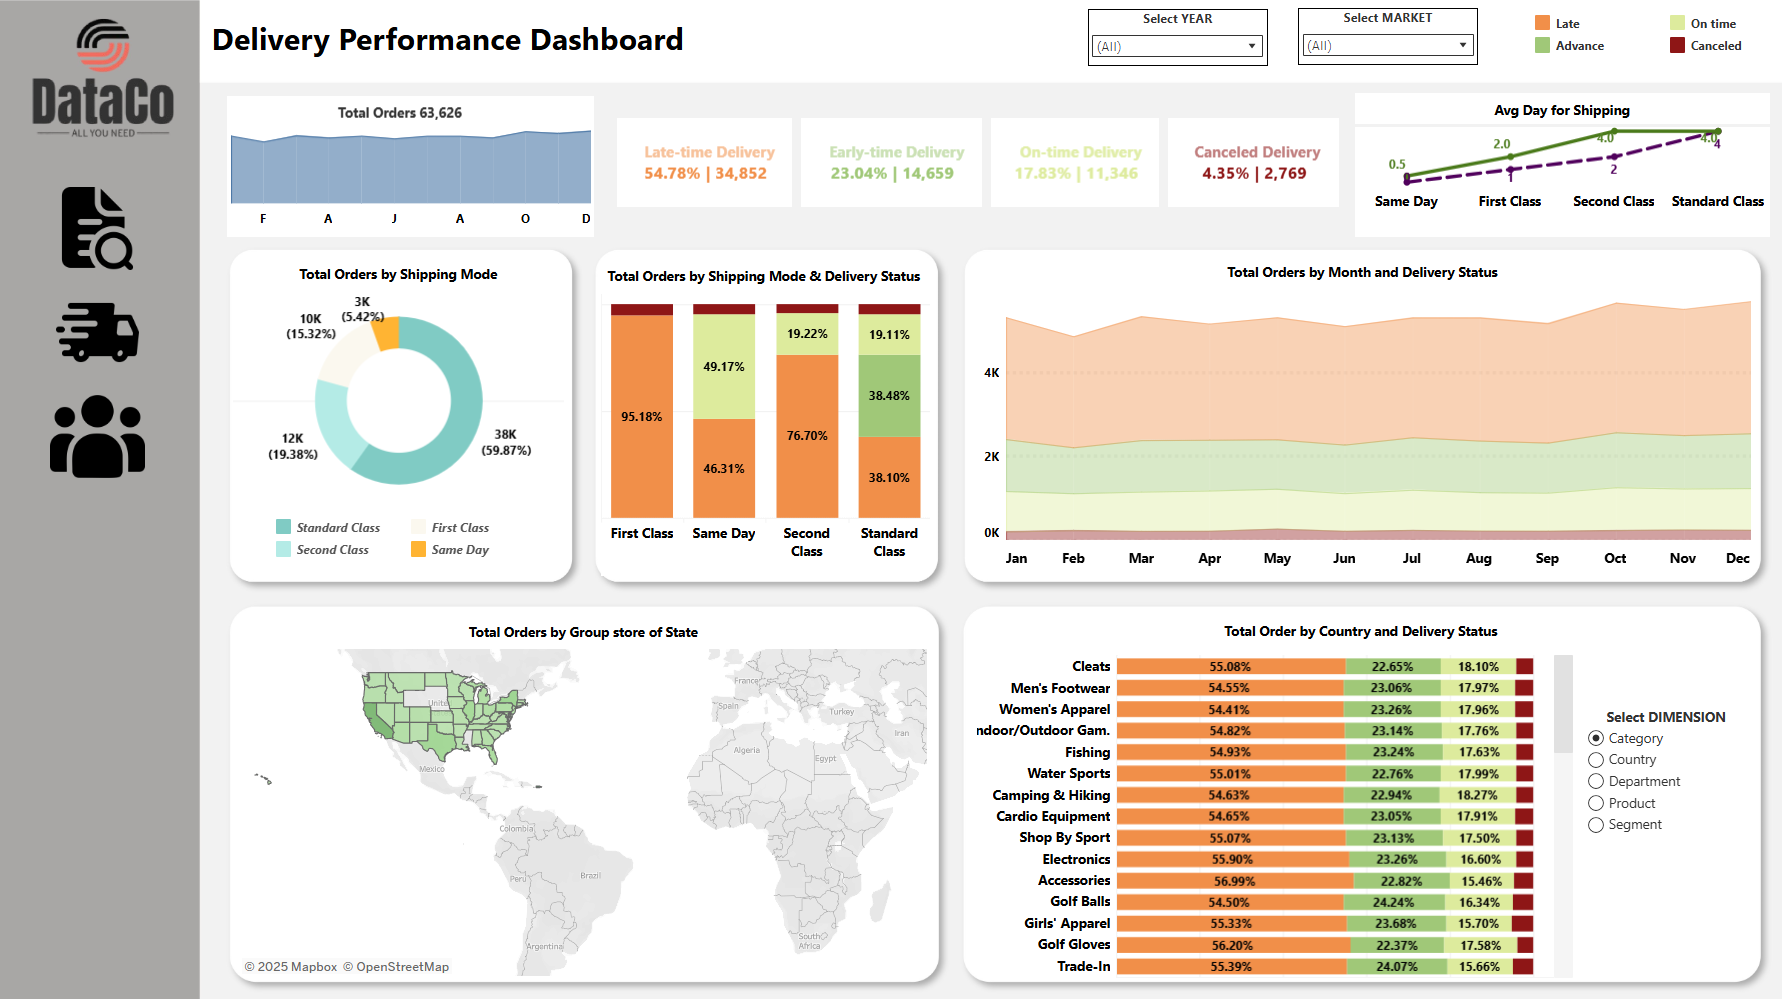 DataCo
ALL YOU NEED
Delivery Performance Dashboard
Select YEAR
(All)
Select MARKET
(All)
Late
On time
Advance
Canceled
Total Orders 63,626
F A J A O D
Late-time Delivery
54.78% | 34,852
Early-time Delivery
23.04% | 14,659
On-time Delivery
17.83% | 11,346
Canceled Delivery
4.35% | 2,769
Avg Day for Shipping
0.5 2.0 4.0 4.0
0 1 2 4
Same Day First Class Second Class Standard Class
Total Orders by Shipping Mode
3K
(5.42%)
10K
(15.32%)
12K
(19.38%)
38K
(59.87%)
Standard Class First Class
Second Class Same Day
Total Orders by Shipping Mode & Delivery Status
95.18%
49.17%
46.31%
19.22%
76.70%
19.11%
38.48%
38.10%
First Class Same Day Second Class Standard Class
Total Orders by Month and Delivery Status
4K
2K
0K
Jan Feb Mar Apr May Jun Jul Aug Sep Oct Nov Dec
Total Orders by Group store of State
United
Mexico
Colombia
Peru
Brazil
Argentina
France
Spain
Turkey
Iran
Algeria
Egypt
South
Africa
© 2025 Mapbox © OpenStreetMap
Total Order by Country and Delivery Status
Cleats 55.08% 22.65% 18.10%
Men's Footwear 54.55% 23.06% 17.97%
Women's Apparel 54.41% 23.26% 17.96%
ndoor/Outdoor Gam. 54.82% 23.14% 17.76%
Fishing 54.93% 23.24% 17.63%
Water Sports 55.01% 22.76% 17.99%
Camping & Hiking 54.63% 22.94% 18.27%
Cardio Equipment 54.65% 23.05% 17.91%
Shop By Sport 55.07% 23.13% 17.50%
Electronics 55.90% 23.26% 16.60%
Accessories 56.99% 22.82% 15.46%
Golf Balls 54.50% 24.24% 16.34%
Girls' Apparel 55.33% 23.68% 15.70%
Golf Gloves 56.20% 22.37% 17.58%
Trade-In 55.39% 24.07% 15.66%
Select DIMENSION
Category
Country
Department
Product
Segment